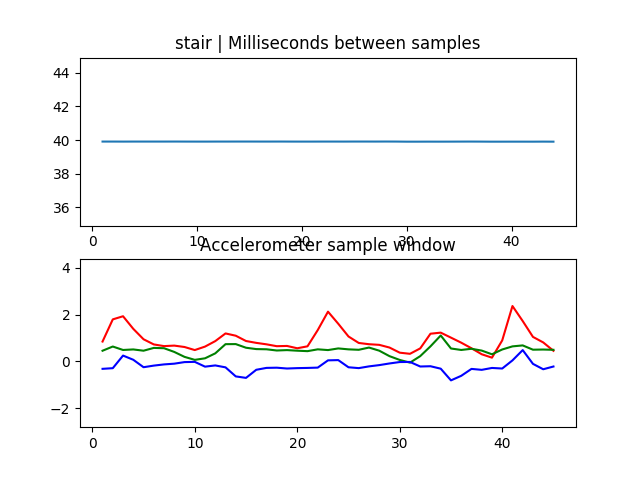 stair | Milliseconds between samples
44
42
40
38
36
0 10 20 30 40
Accelerometer sample window
4
2
0
−2
0 10 20 30 40